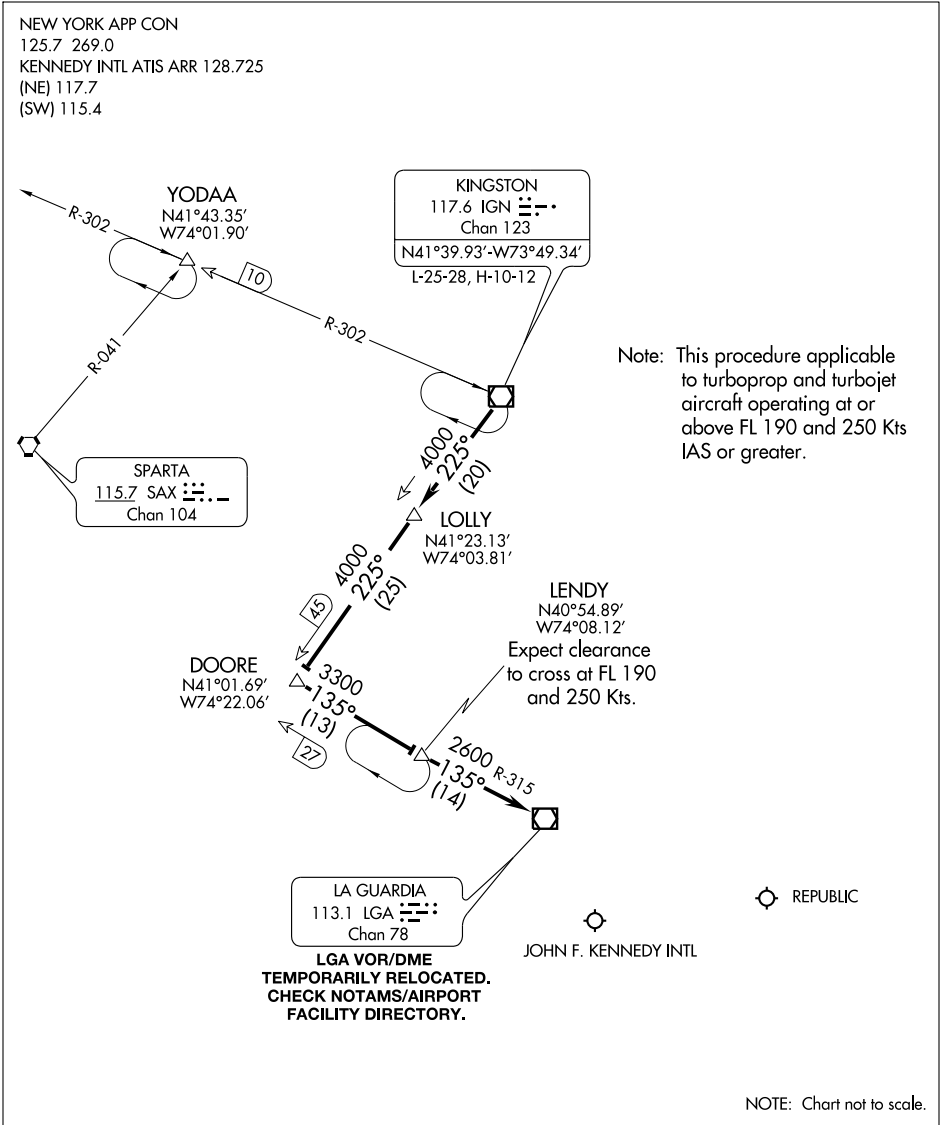 NEW YORK APP CON
125.7 269.0
KENNEDY INTL ATIS ARR 128.725
(NE) 117.7
(SW) 115.4
YODAA
N41°43.35'
W74°01.90'
R-302
10
R-302
R-041
KINGSTON
117.6 IGN
Chan 123
N41°39.93'-W73°49.34'
L-25-28, H-10-12
Note: This procedure applicable
to turboprop and turbojet
aircraft operating at or
above FL 190 and 250 Kts
IAS or greater.
SPARTA
115.7 SAX
Chan 104
4000
225°
(20)
LOLLY
N41°23.13'
W74°03.81'
4000
225°
(25)
45
LENDY
N40°54.89'
W74°08.12'
Expect clearance
to cross at FL 190
and 250 Kts.
DOORE
N41°01.69'
W74°22.06'
3300
135°
(13)
27
2600 R-315
135°
(14)
LA GUARDIA
113.1 LGA
Chan 78
LGA VOR/DME
TEMPORARILY RELOCATED.
CHECK NOTAMS/AIRPORT
FACILITY DIRECTORY.
JOHN F. KENNEDY INTL
REPUBLIC
NOTE: Chart not to scale.